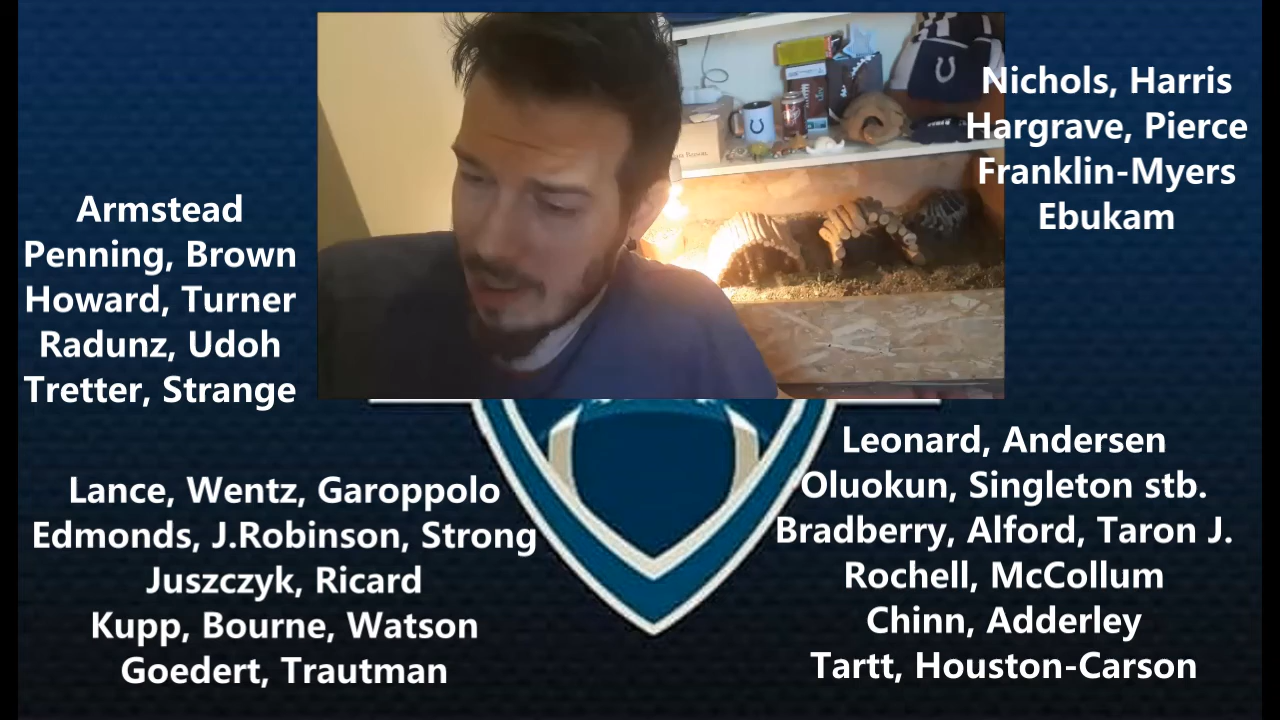 Nichols, Harris
Hargrave, Pierce
Franklin-Myers
Ebukam
Armstead
Penning, Brown
Howard, Turner
Radunz, Udoh
Tretter, Strange
Lance, Wentz, Garoppolo
Edmonds, J.Robinson, Strong
Juszczyk, Ricard
Kupp, Bourne, Watson
Goedert, Trautman
Leonard, Andersen
Oluokun, Singleton stb.
Bradberry, Alford, Taron J.
Rochell, McCollum
Chinn, Adderley
Tartt, Houston-Carson